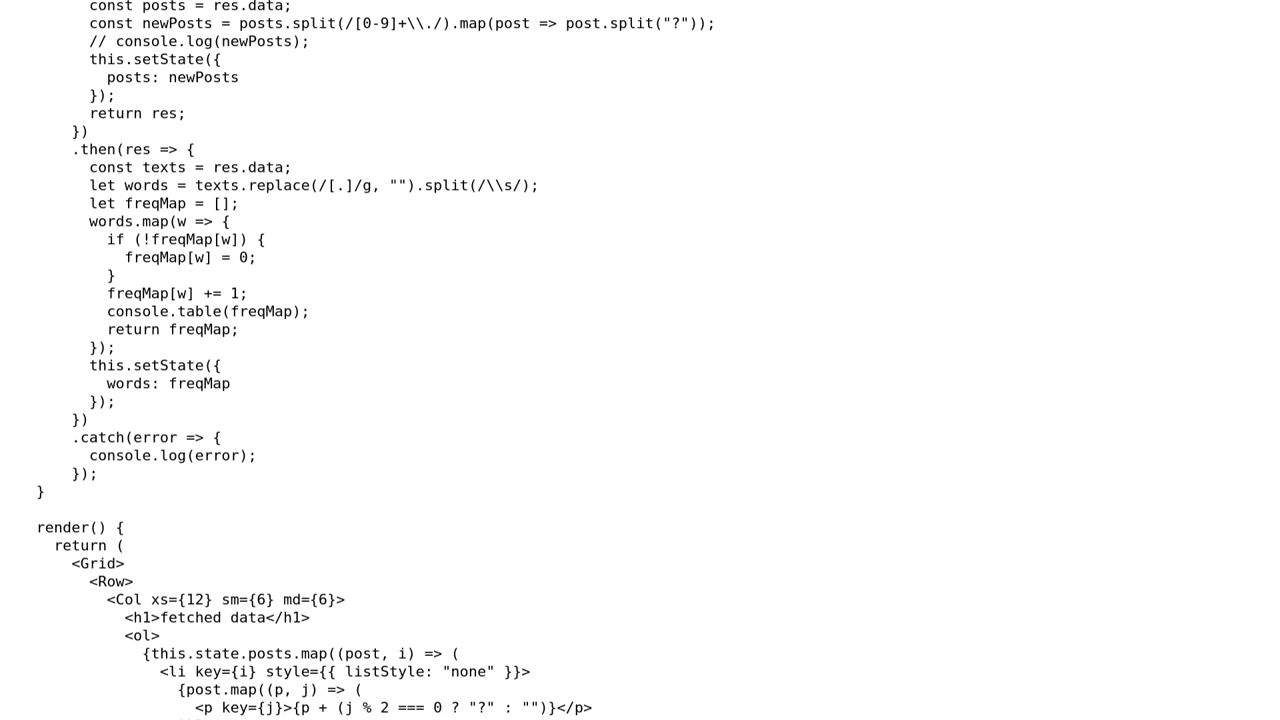 const posts = res.data;
const newPosts = posts.split(/[0-9]+\\./).map(post => post.split("?"));
// console.log(newPosts);
this.setState({
posts: newPosts
});
return res;
})
.then(res => {
const texts = res.data;
let words = texts.replace(/[.]/g, "").split(/\\s/);
let freqMap = [];
words.map(w => {
if (!freqMap[w]) {
freqMap[w] = 0;
}
freqMap[w] += 1;
console.table(freqMap);
return freqMap;
});
this.setState({
words: freqMap
});
})
.catch(error => {
console.log(error);
});
}
render() {
return (
<Grid>
<Row>
<Col xs={12} sm={6} md={6}>
<h1>fetched data</h1>
<ol>
{this.state.posts.map((post, i) => (
<li key={i} style={{ listStyle: "none" }}>
{post.map((p, j) => (
<p key={j}>{p + (j % 2 === 0 ? "?" : "")}</p>